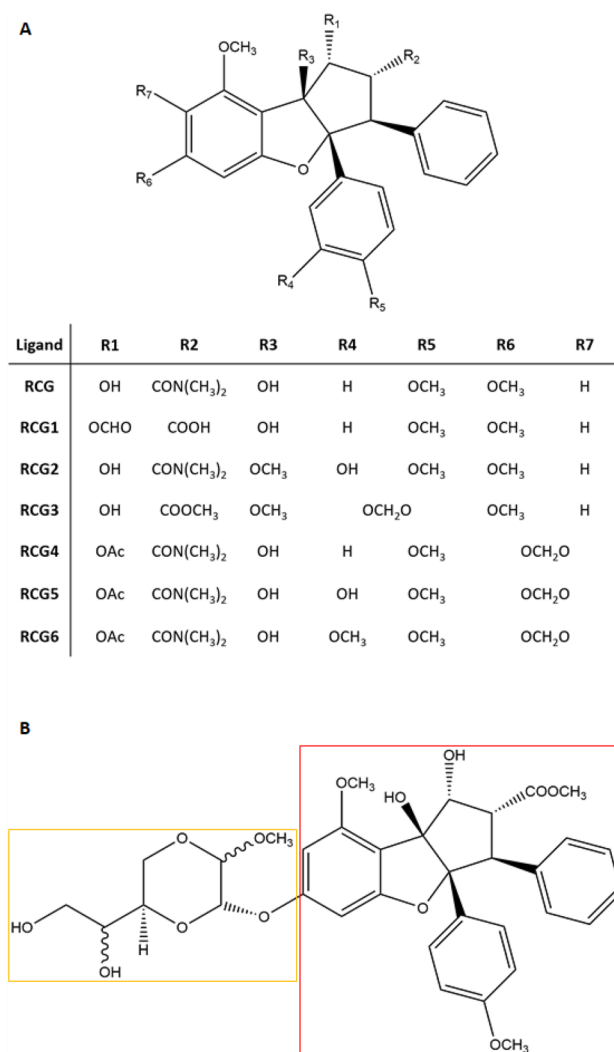 A
R₁
OCH₃
R₃
R₂
R₇
R₆
O
R₄
R₅
Ligand R1 R2 R3 R4 R5 R6 R7
RCG OH CON(CH₃)₂ OH H OCH₃ OCH₃ H
RCG1 OCHO COOH OH H OCH₃ OCH₃ H
RCG2 OH CON(CH₃)₂ OCH₃ OH OCH₃ OCH₃ H
RCG3 OH COOCH₃ OCH₃ OCH₂O OCH₃ H
RCG4 OAc CON(CH₃)₂ OH H OCH₃ OCH₂O
RCG5 OAc CON(CH₃)₂ OH OH OCH₃ OCH₂O
RCG6 OAc CON(CH₃)₂ OH OCH₃ OCH₃ OCH₂O
B
OH
OCH₃
HO
COOCH₃
O
OCH₃
O
O
O
HO
H
OH
OCH₃